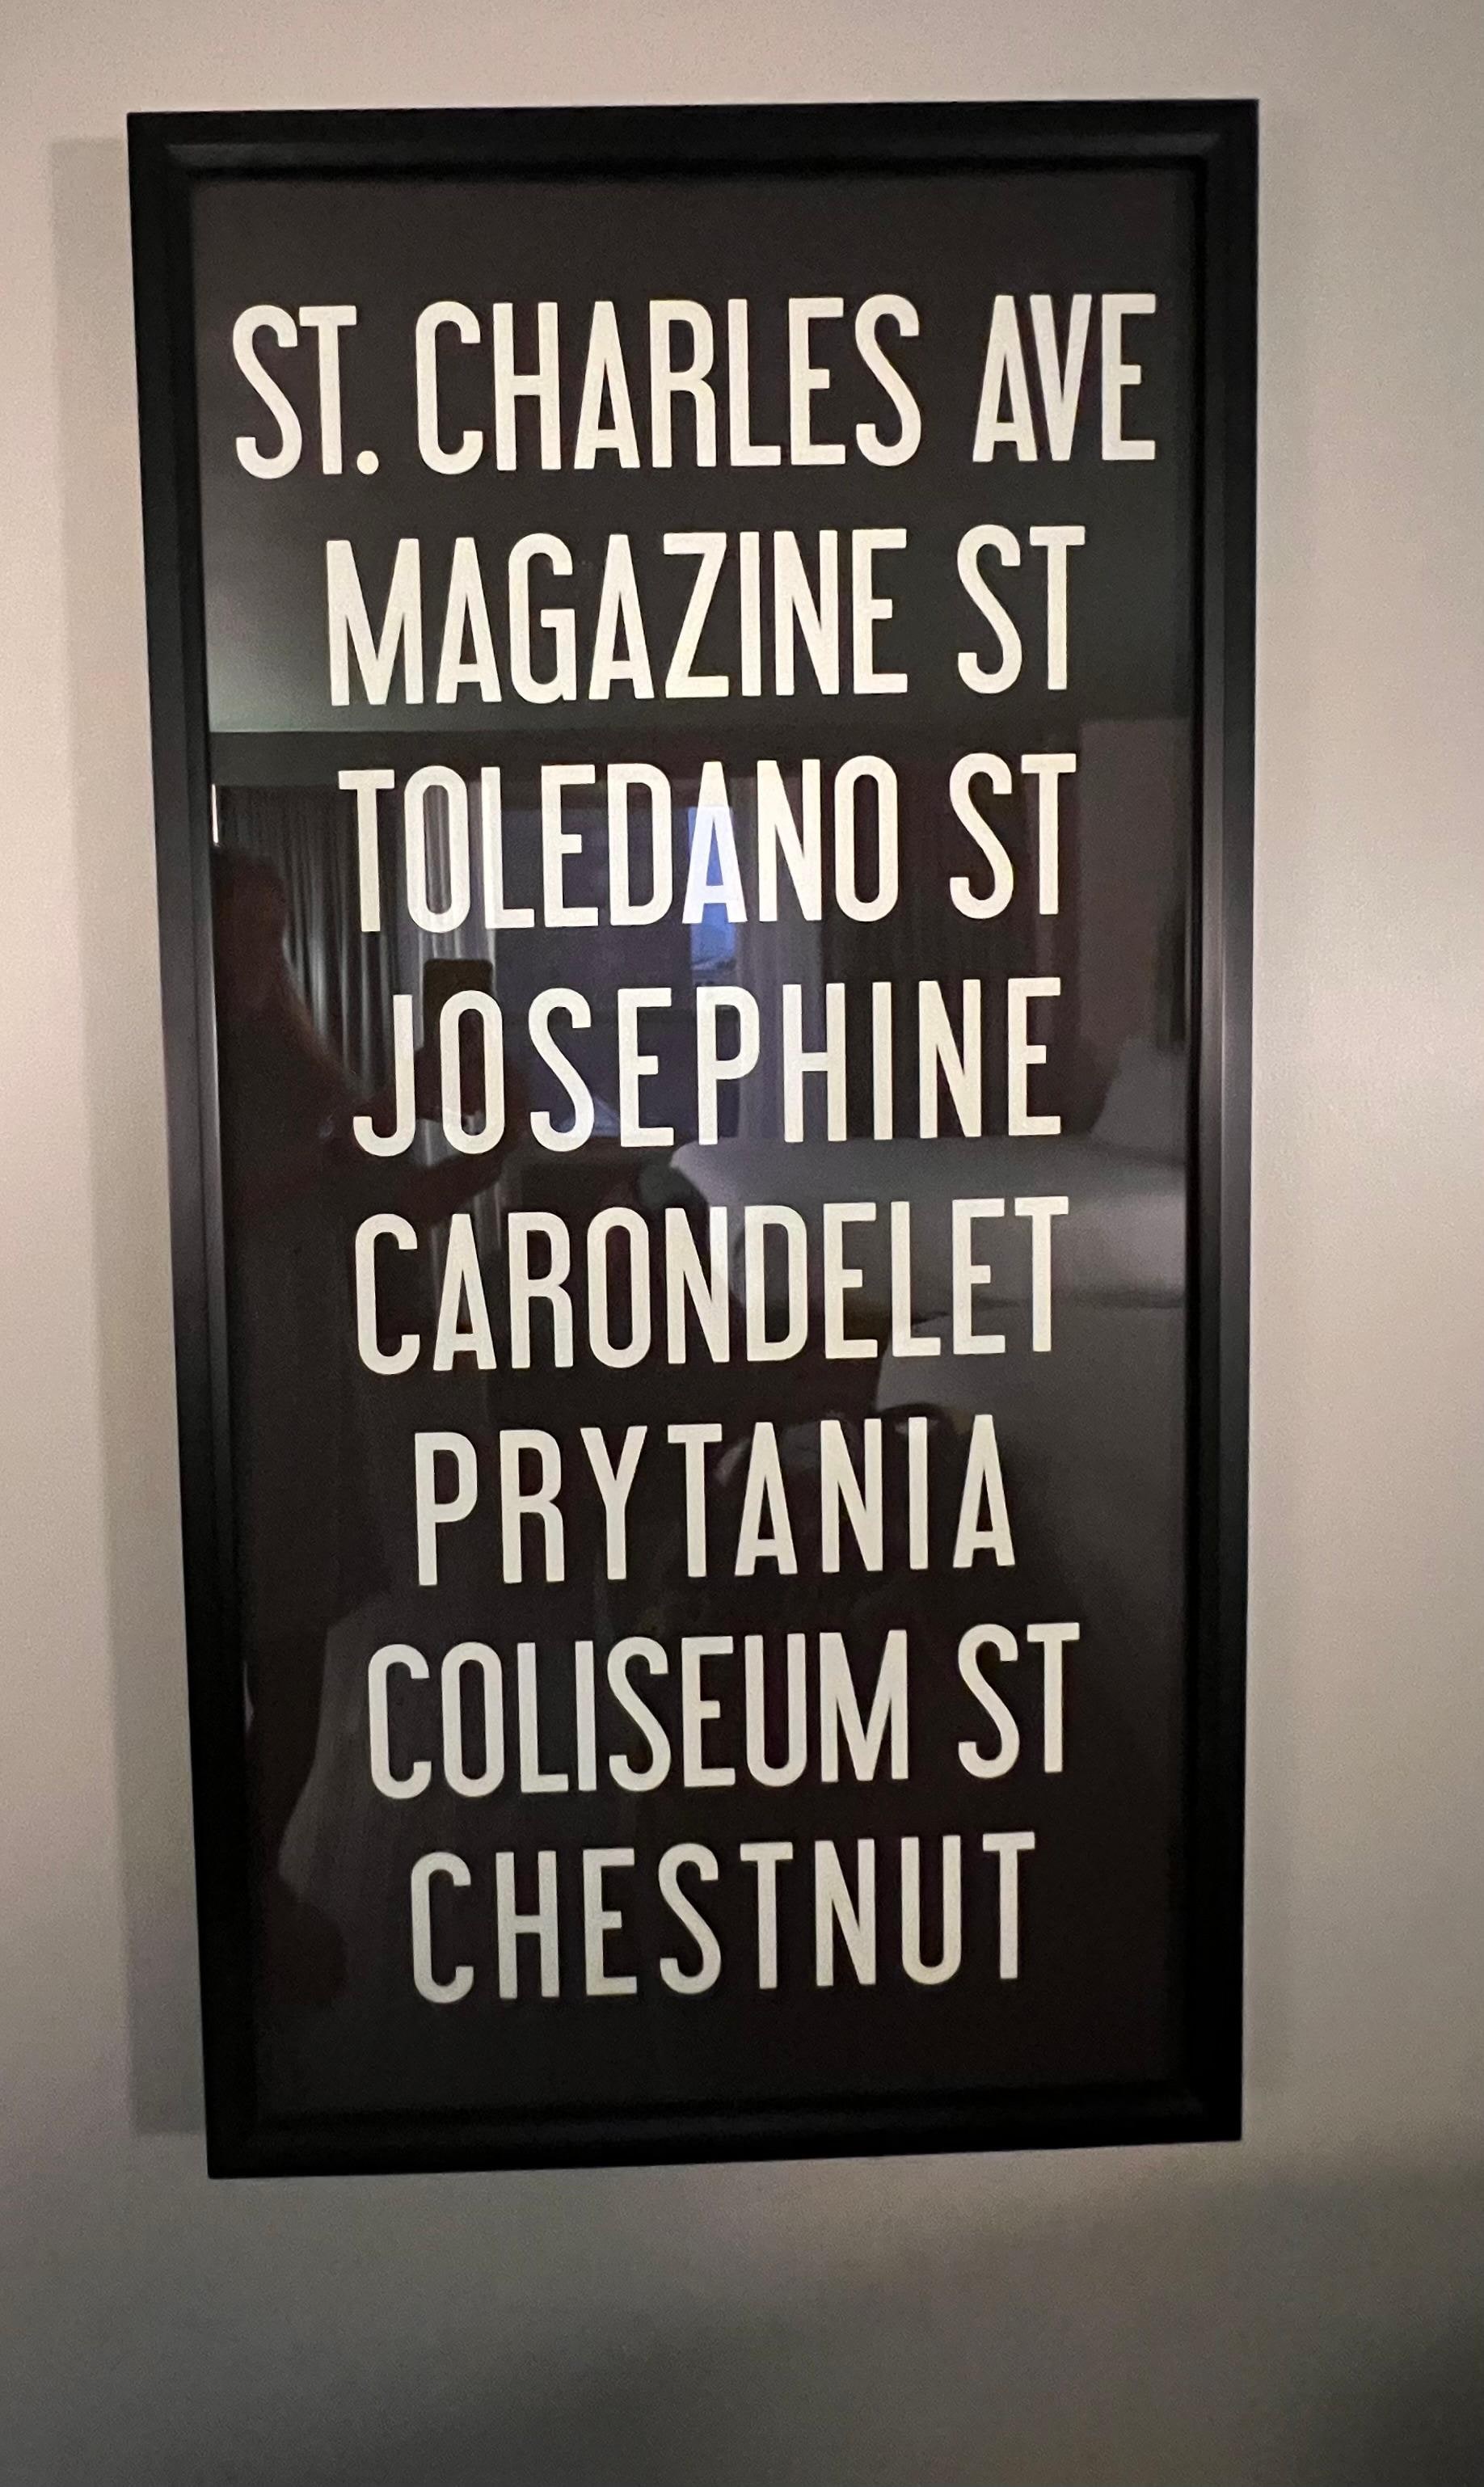 ST. CHARLES AVE
MAGAZINE ST
TOLEDANO ST
JOSEPHINE
CARONDELET
PRYTANIA
COLISEUM ST
CHESTNUT